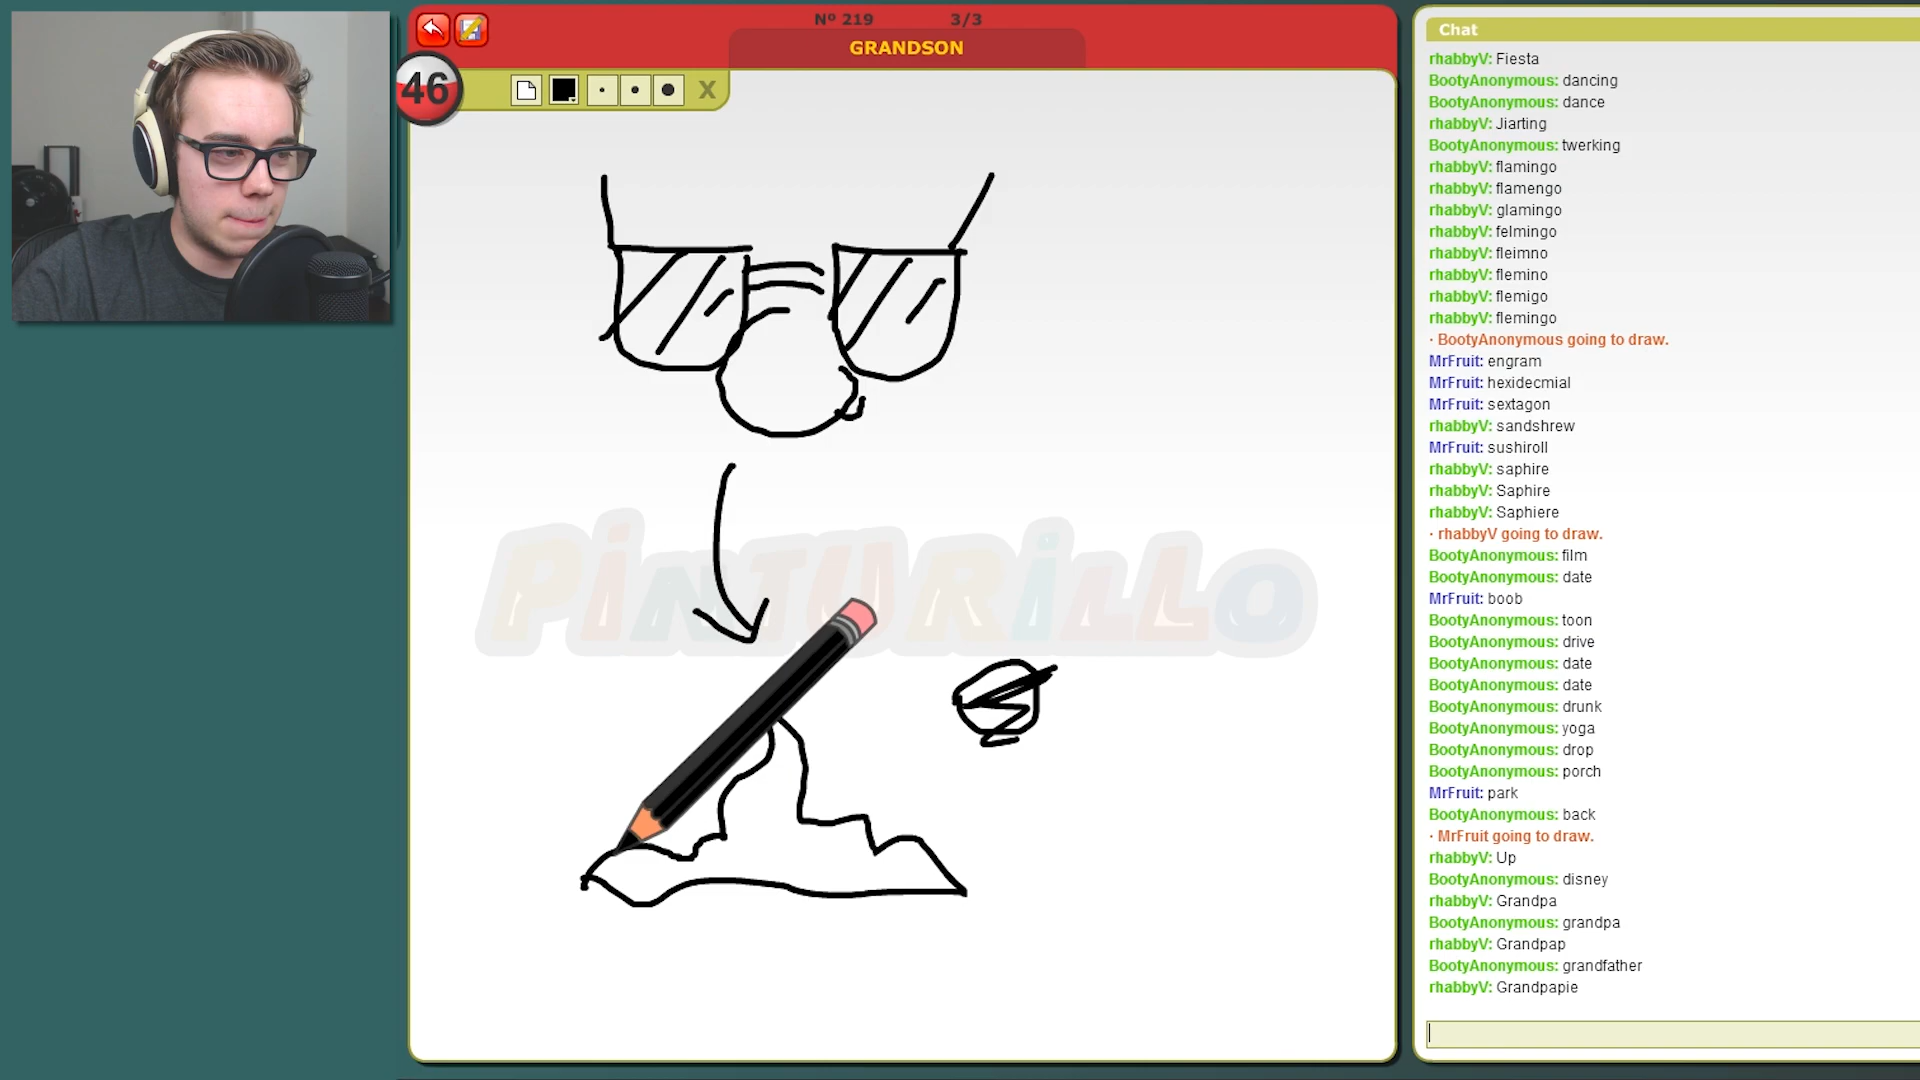 Nº 219 3/3
GRANDSON
46
X
PINTURILLO
Chat
rhabbyV: Fiesta
BootyAnonymous: dancing
BootyAnonymous: dance
rhabbyV: Jiarting
BootyAnonymous: twerking
rhabbyV: flamingo
rhabbyV: flamengo
rhabbyV: glamingo
rhabbyV: felmingo
rhabbyV: fleimno
rhabbyV: flemino
rhabbyV: flemigo
rhabbyV: flemingo
· BootyAnonymous going to draw.
MrFruit: engram
MrFruit: hexidecmial
MrFruit: sextagon
rhabbyV: sandshrew
MrFruit: sushiroll
rhabbyV: saphire
rhabbyV: Saphire
rhabbyV: Saphiere
· rhabbyV going to draw.
BootyAnonymous: film
BootyAnonymous: date
MrFruit: boob
BootyAnonymous: toon
BootyAnonymous: drive
BootyAnonymous: date
BootyAnonymous: date
BootyAnonymous: drunk
BootyAnonymous: yoga
BootyAnonymous: drop
BootyAnonymous: porch
MrFruit: park
BootyAnonymous: back
· MrFruit going to draw.
rhabbyV: Up
BootyAnonymous: disney
rhabbyV: Grandpa
BootyAnonymous: grandpa
rhabbyV: Grandpap
BootyAnonymous: grandfather
rhabbyV: Grandpapie